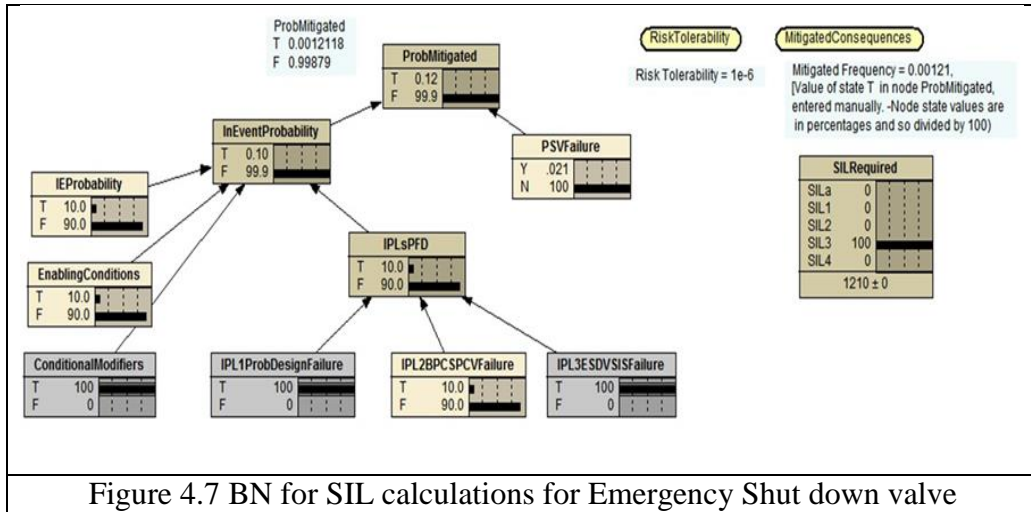 ProbMitigated
T 0.0012118
F 0.99879
ProbMitigated
T 0.12
F 99.9
RiskTolerability
Risk Tolerability = 1e-6
MitigatedConsequences
Mitigated Frequency = 0.00121,
[Value of state T in node ProbMitigated,
entered manually. -Node state values are
in percentages and so divided by 100)
InEventProbability
T 0.10
F 99.9
PSVFailure
Y .021
N 100
SILRequired
SILa 0
SIL1 0
SIL2 0
SIL3 100
SIL4 0
1210 ± 0
IEProbability
T 10.0
F 90.0
IPLsPFD
T 10.0
F 90.0
EnablingConditions
T 10.0
F 90.0
ConditionalModifiers
T 100
F 0
IPL1ProbDesignFailure
T 100
F 0
IPL2BPCSPCVFailure
T 10.0
F 90.0
IPL3ESDVSISFailure
T 100
F 0
Figure 4.7 BN for SIL calculations for Emergency Shut down valve